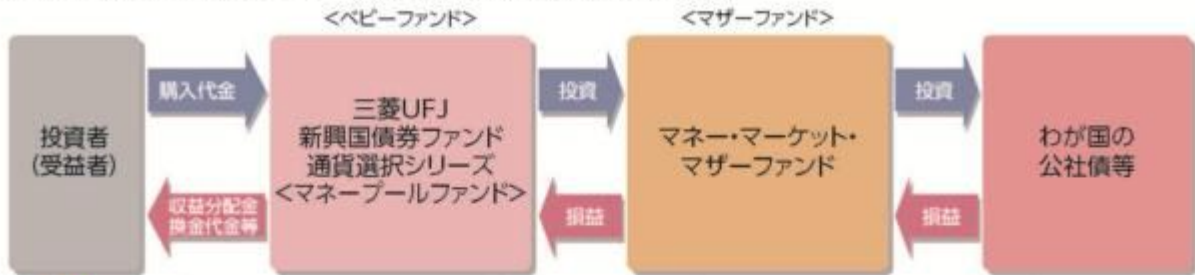 <ベビーファンド>
<マザーファンド>
投資者
(受益者)
購入代金
収益分配金
換金代金等
三菱UFJ
新興国債券ファンド
通貨選択シリーズ
<マネープールファンド>
投資
損益
マネー・マーケット・
マザーファンド
投資
損益
わが国の
公社債等